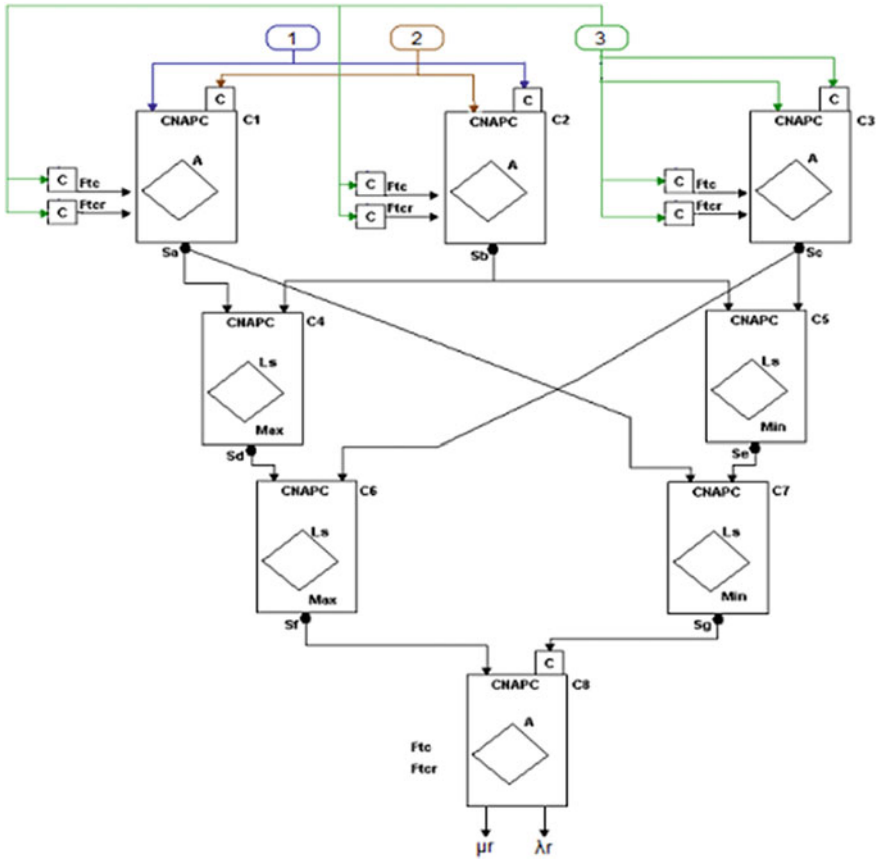 1 2 3
C C C
CNAPC C1 CNAPC C2 CNAPC C3
A A A
C Ftc C Ftc C Ftc
C Ftcr C Ftcr C Ftcr
Sa Sb Sc
CNAPC C4 CNAPC C5
Ls Ls
Max Min
Sd Se
CNAPC C6 CNAPC C7
Ls Ls
Max Min
Sf Sg
C
CNAPC C8
A
Ftc
Ftcr
μr λr